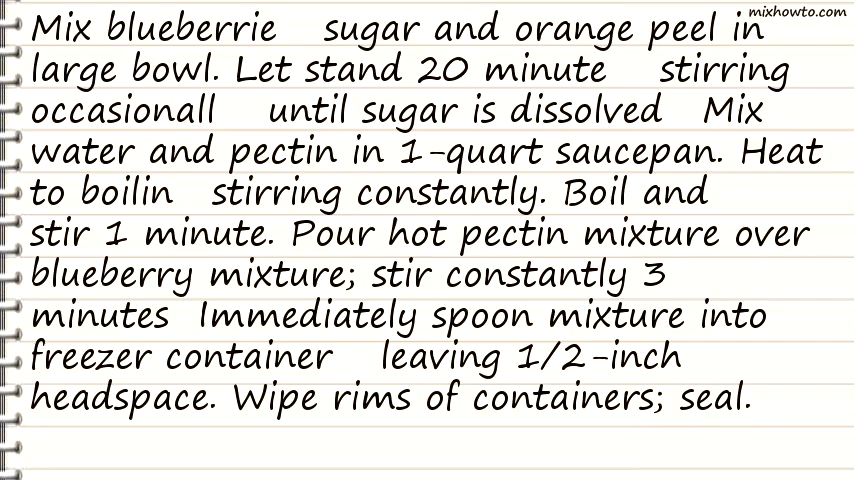 mixhowto.com
Mix blueberrie sugar and orange peel in
large bowl. Let stand 20 minute stirring
occasionall until sugar is dissolved Mix
water and pectin in 1-quart saucepan. Heat
to boilin stirring constantly. Boil and
stir 1 minute. Pour hot pectin mixture over
blueberry mixture; stir constantly 3
minutes Immediately spoon mixture into
freezer container leaving 1/2-inch
headspace. Wipe rims of containers; seal.